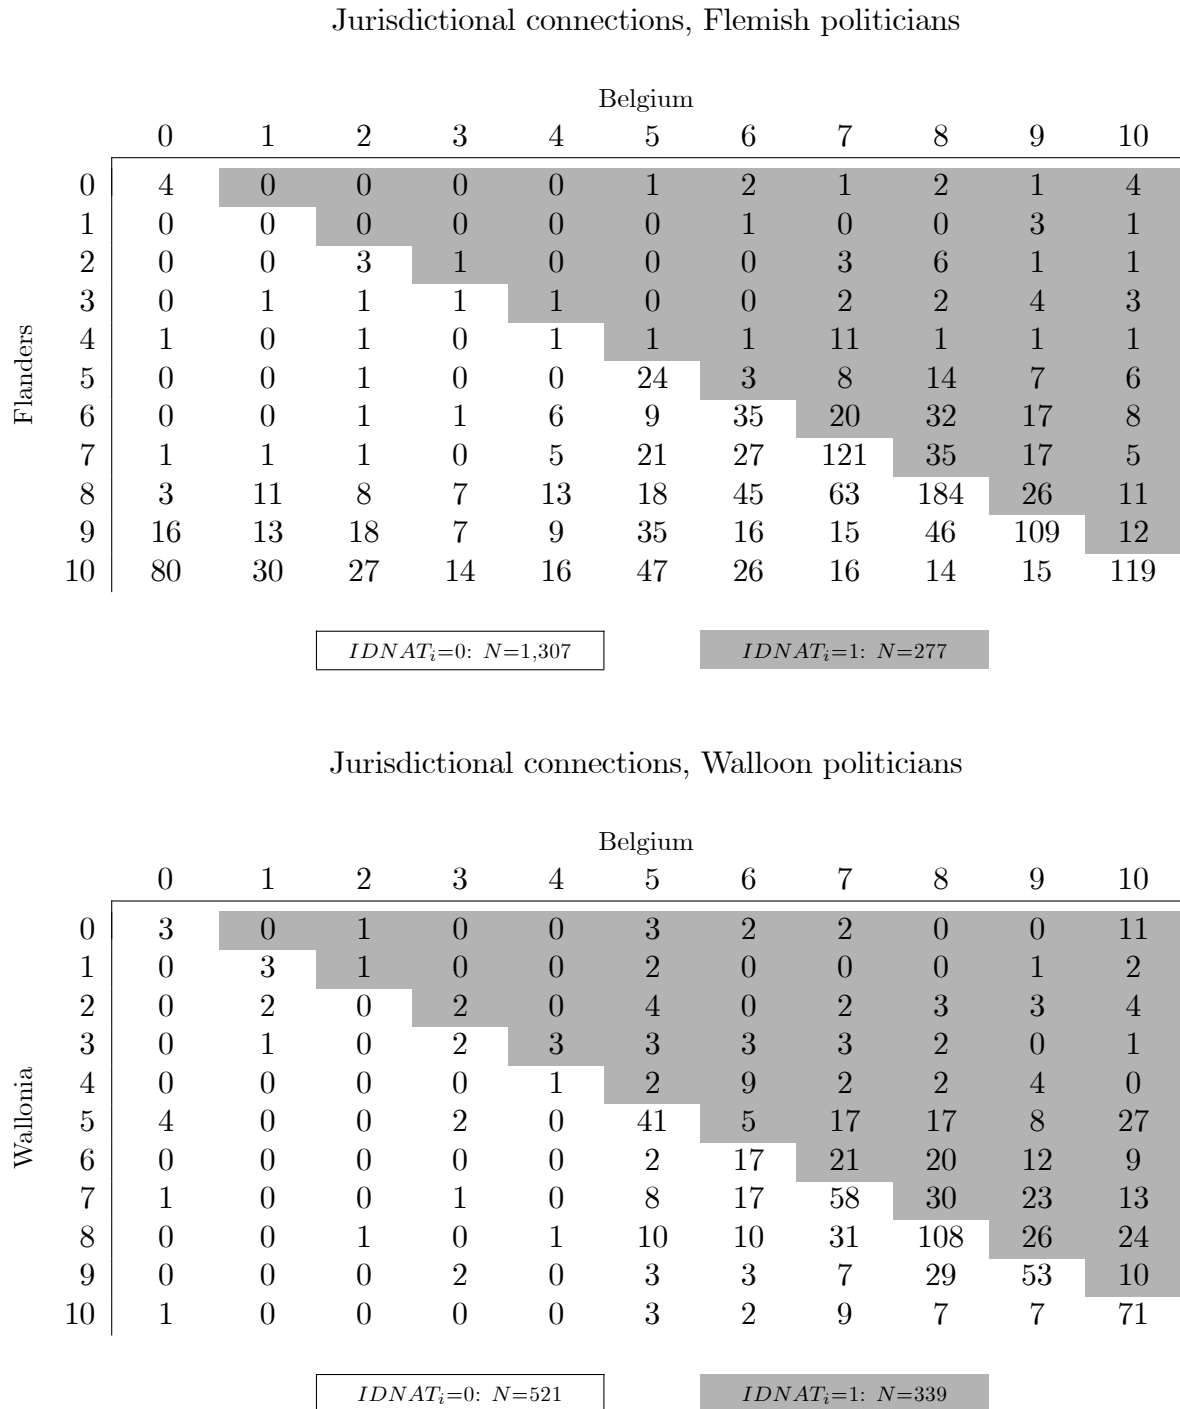 Jurisdictional connections, Flemish politicians
Belgium
0 1 2 3 4 5 6 7 8 9 10
Flanders
0 4 0 0 0 0 1 2 1 2 1 4
1 0 0 0 0 0 0 1 0 0 3 1
2 0 0 3 1 0 0 0 3 6 1 1
3 0 1 1 1 1 0 0 2 2 4 3
4 1 0 1 0 1 1 1 11 1 1 1
5 0 0 1 0 0 24 3 8 14 7 6
6 0 0 1 1 6 9 35 20 32 17 8
7 1 1 1 0 5 21 27 121 35 17 5
8 3 11 8 7 13 18 45 63 184 26 11
9 16 13 18 7 9 35 16 15 46 109 12
10 80 30 27 14 16 47 26 16 14 15 119
IDNATi=0: N=1,307 IDNATi=1: N=277
Jurisdictional connections, Walloon politicians
Belgium
0 1 2 3 4 5 6 7 8 9 10
Wallonia
0 3 0 1 0 0 3 2 2 0 0 11
1 0 3 1 0 0 2 0 0 0 1 2
2 0 2 0 2 0 4 0 2 3 3 4
3 0 1 0 2 3 3 3 3 2 0 1
4 0 0 0 0 1 2 9 2 2 4 0
5 4 0 0 2 0 41 5 17 17 8 27
6 0 0 0 0 0 2 17 21 20 12 9
7 1 0 0 1 0 8 17 58 30 23 13
8 0 0 1 0 1 10 10 31 108 26 24
9 0 0 0 2 0 3 3 7 29 53 10
10 1 0 0 0 0 3 2 9 7 7 71
IDNATi=0: N=521 IDNATi=1: N=339